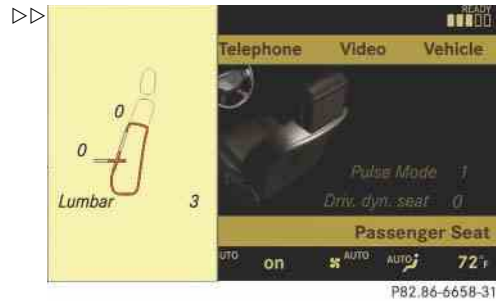 READY
Telephone Video Vehicle
0
0
Pulse Mode 1
Lumbar 3
Driv. dyn. seat 0
Passenger Seat
AUTO on AUTO AUTO 72°F
P82.86-6658-31